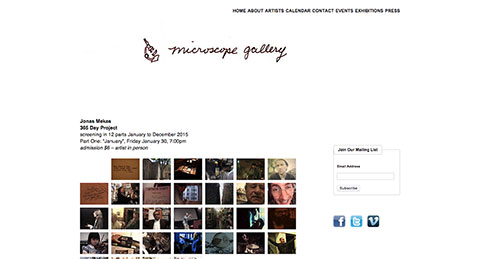 HOME ABOUT ARTISTS CALENDAR CONTACT EVENTS EXHIBITIONS PRESS
microscope gallery
Jonas Mekas
365 Day Project
screening in 12 parts January to December 2015
Part One: "January", Friday January 30, 7:00pm
admission $6 – artist in person
Join Our Mailing List
Email Address
Subscribe